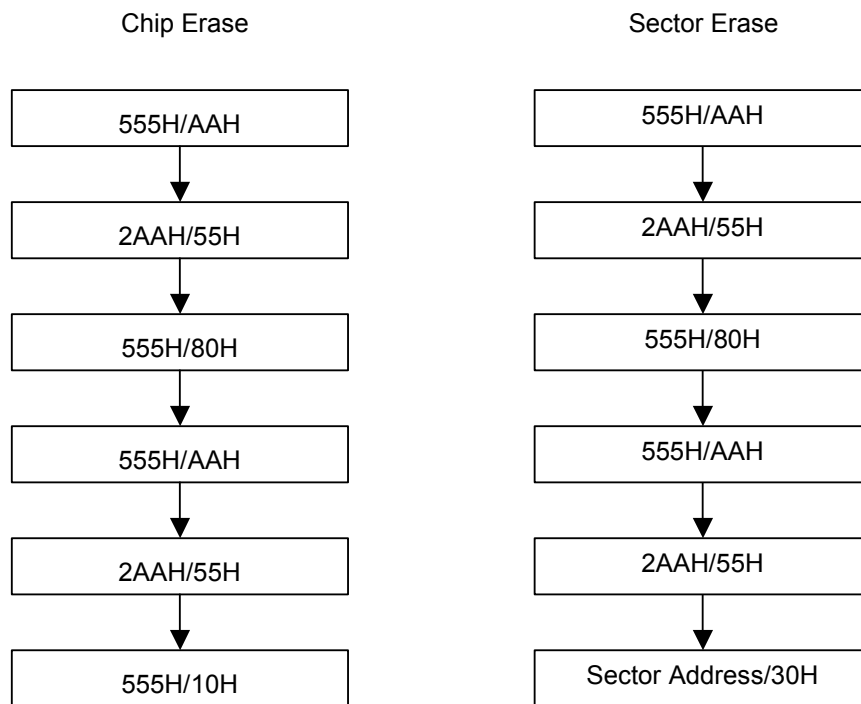 Chip Erase
555H/AAH
2AAH/55H
555H/80H
555H/AAH
2AAH/55H
555H/10H
Sector Erase
555H/AAH
2AAH/55H
555H/80H
555H/AAH
2AAH/55H
Sector Address/30H